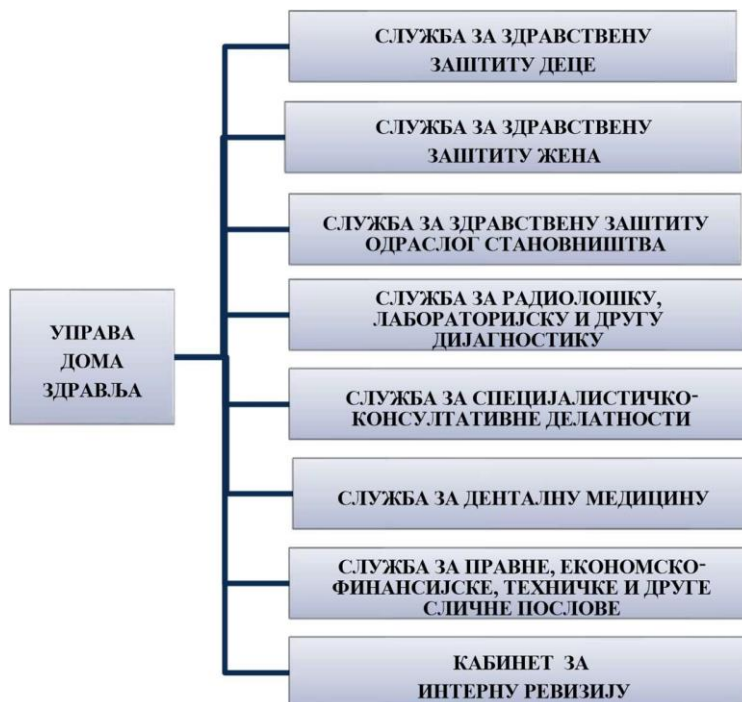 СЛУЖБА ЗА ЗДРАВСТВЕНУ
ЗАШТИТУ ДЕЦЕ
СЛУЖБА ЗА ЗДРАВСТВЕНУ
ЗАШТИТУ ЖЕНА
СЛУЖБА ЗА ЗДРАВСТВЕНУ ЗАШТИТУ
ОДРАСЛОГ СТАНОВНИШТВА
УПРАВА
ДОМА
ЗДРАВЉА
СЛУЖБА ЗА РАДИОЛОШКУ,
ЛАБОРАТОРИЈСКУ И ДРУГУ
ДИЈАГНОСТИКУ
СЛУЖБА ЗА СПЕЦИЈАЛИСТИЧКО-
КОНСУЛТАТИВНЕ ДЕЛАТНОСТИ
СЛУЖБА ЗА ДЕНТАЛНУ МЕДИЦИНУ
СЛУЖБА ЗА ПРАВНЕ, ЕКОНОМСКО-
ФИНАНСИЈСКЕ, ТЕХНИЧКЕ И ДРУГЕ
СЛИЧНЕ ПОСЛОВЕ
КАБИНЕТ ЗА
ИНТЕРНУ РЕВИЗИЈУ